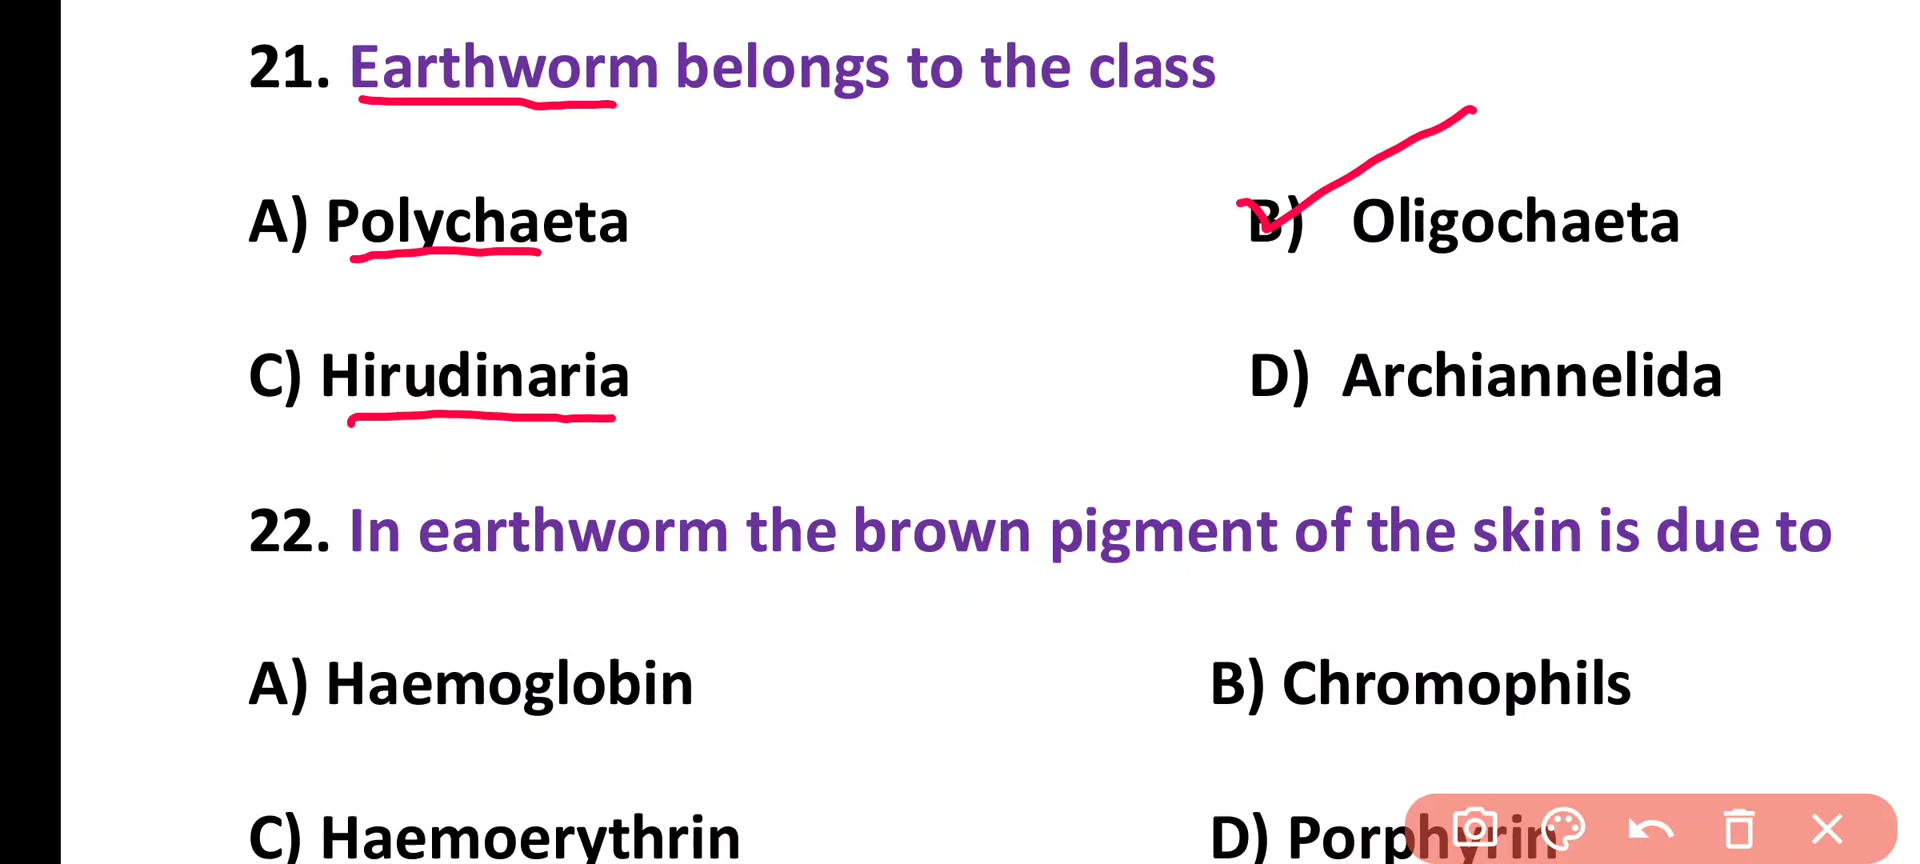 21. Earthworm belongs to the class
A) Polychaeta B) Oligochaeta
C) Hirudinaria D) Archiannelida
22. In earthworm the brown pigment of the skin is due to
A) Haemoglobin B) Chromophils
C) Haemoerythrin D) Porphyrin